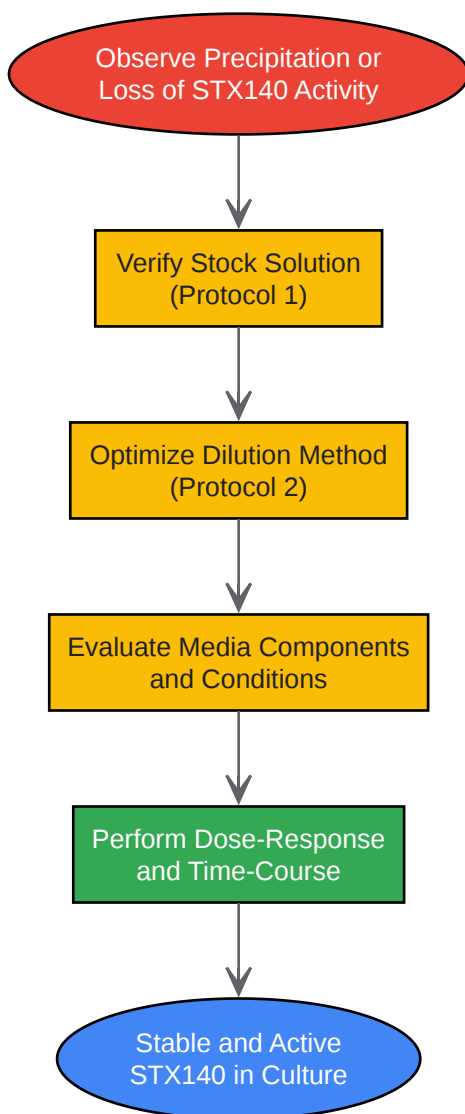 Observe Precipitation or
Loss of STX140 Activity
Verify Stock Solution
(Protocol 1)
Optimize Dilution Method
(Protocol 2)
Evaluate Media Components
and Conditions
Perform Dose-Response
and Time-Course
Stable and Active
STX140 in Culture